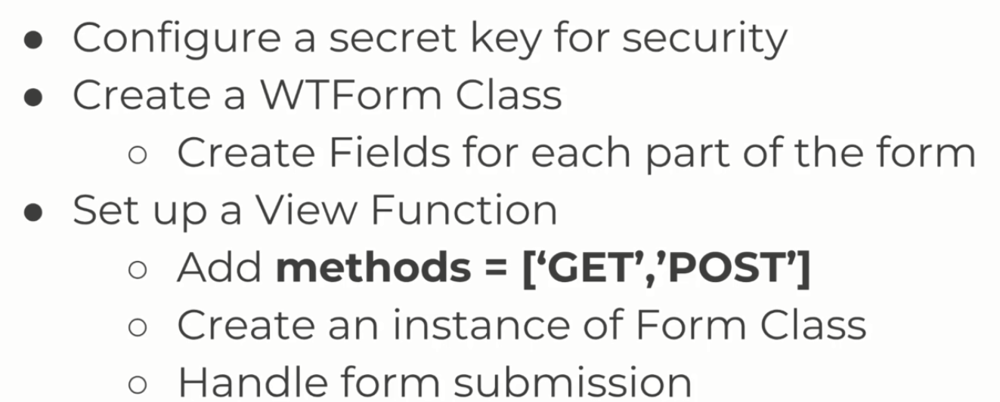 ● Configure a secret key for security
● Create a WTForm Class
○ Create Fields for each part of the form
● Set up a View Function
○ Add methods = [‘GET’,’POST’]
○ Create an instance of Form Class
○ Handle form submission